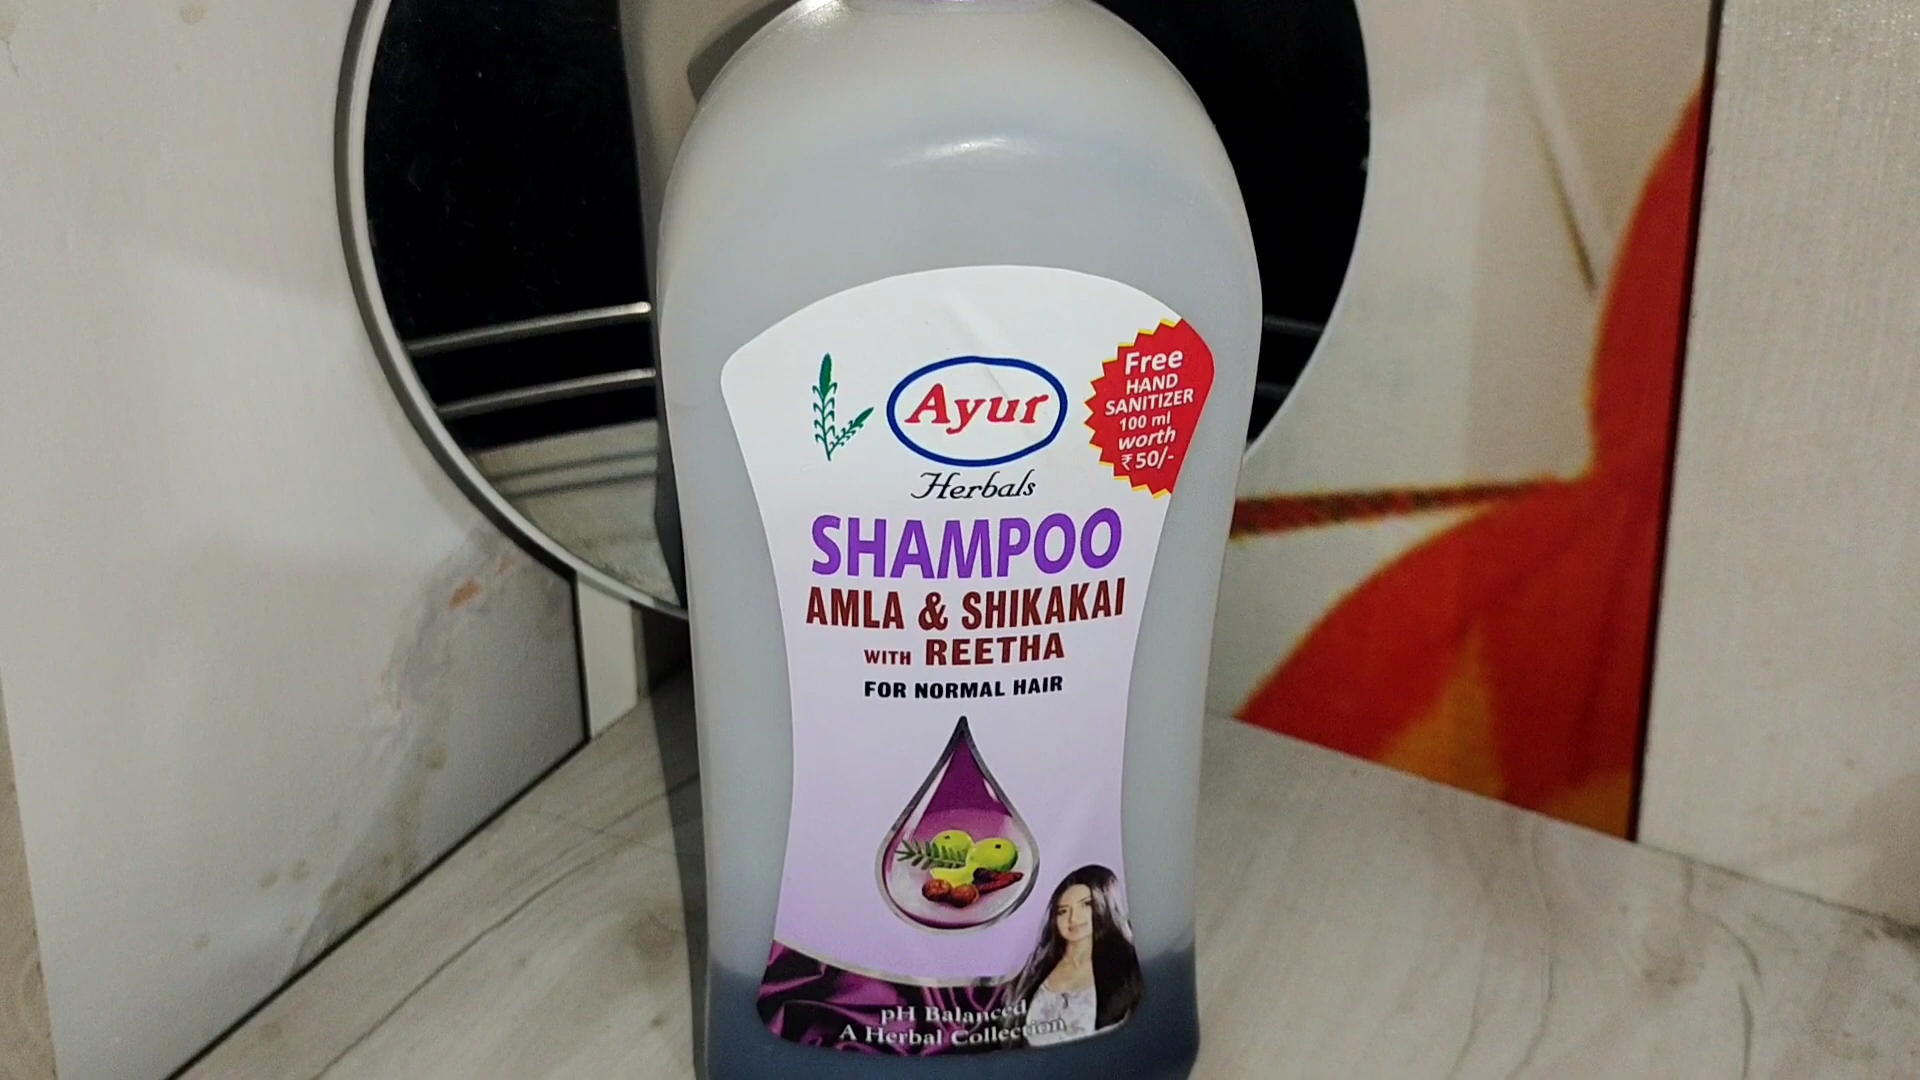 Ayur
Herbals
Free
HAND
SANITIZER
100 ml
worth
₹50/-
SHAMPOO
AMLA & SHIKAKAI
WITH REETHA
FOR NORMAL HAIR
pH Balanced
A Herbal Collection